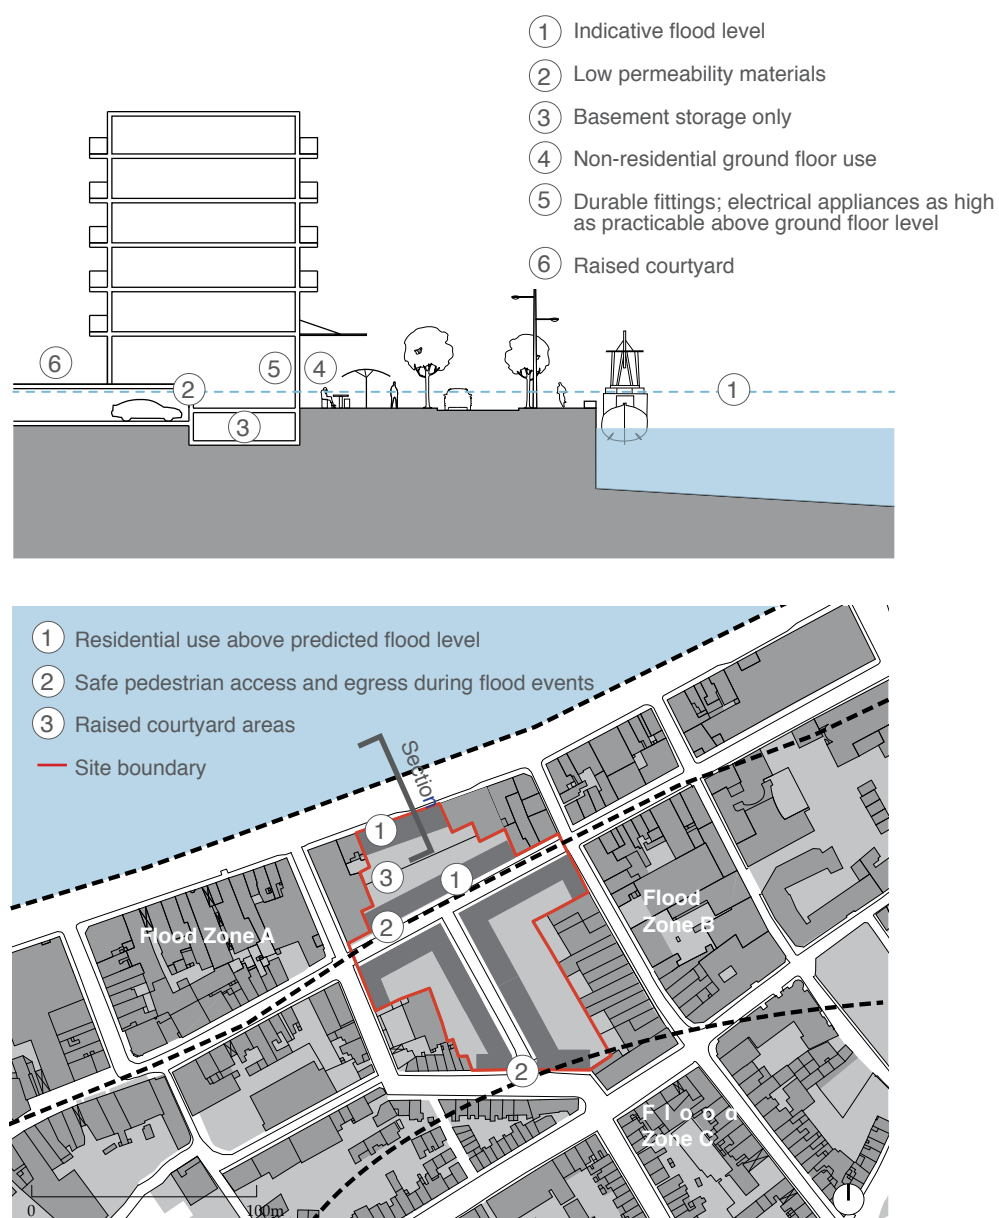 1 Indicative flood level
2 Low permeability materials
3 Basement storage only
4 Non-residential ground floor use
5 Durable fittings; electrical appliances as high
as practicable above ground floor level
6 Raised courtyard
6
2
5
4
1
3
1 Residential use above predicted flood level
2 Safe pedestrian access and egress during flood events
3 Raised courtyard areas
Site boundary
Section
1
3
1
2
Flood Zone A
Flood
Zone B
2
Flood
Zone C
0 100m